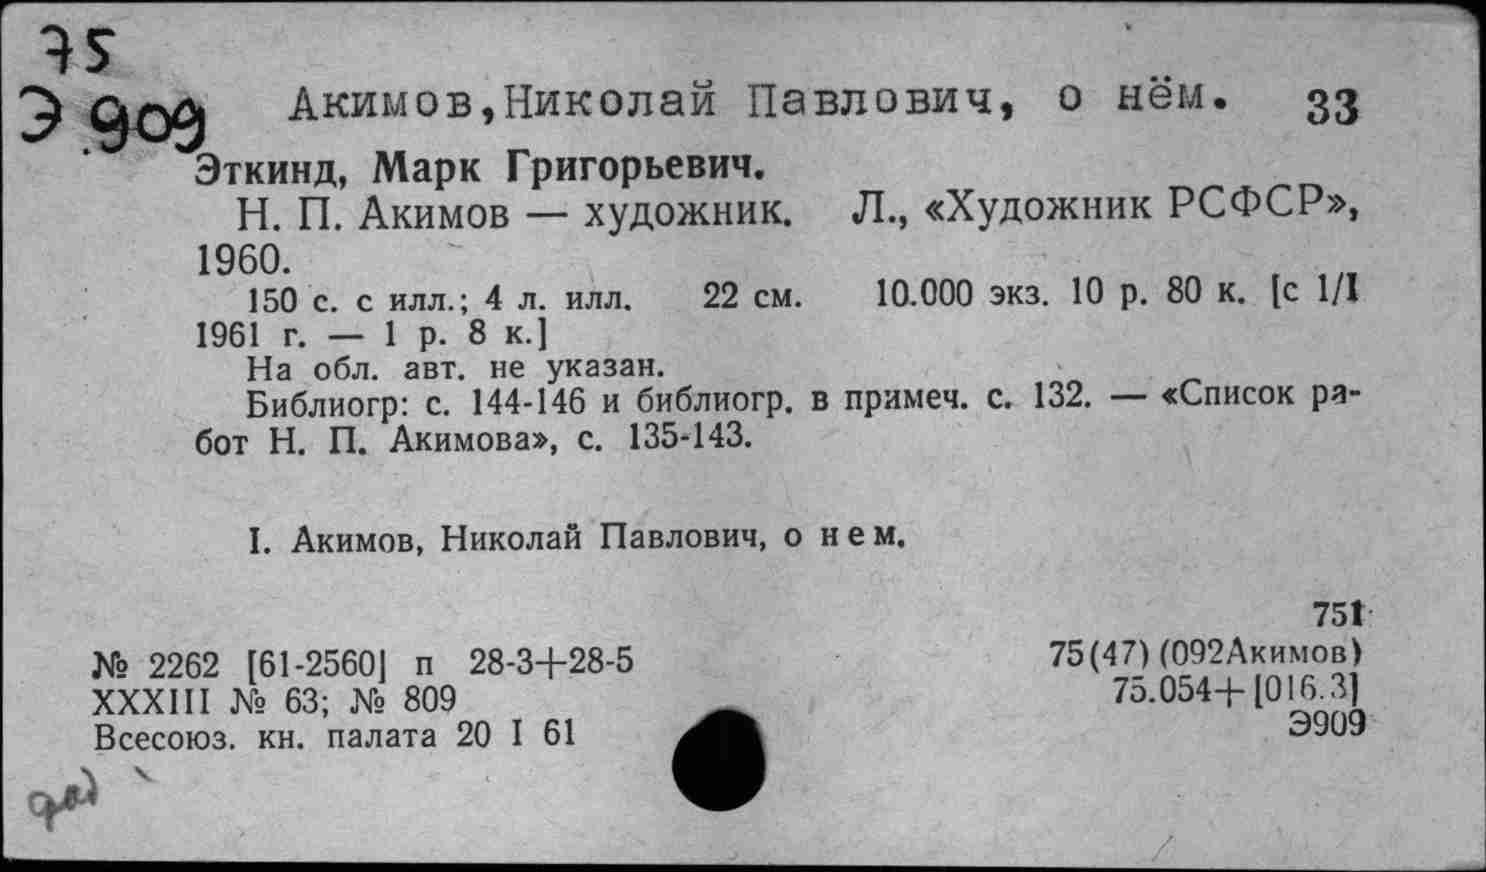 75
Э 909
Акимов,Николай Павлович, о нём. 33
Эткинд, Марк Григорьевич.
Н. П. Акимов — художник. Л., «Художник РСФСР»,
1960.
150 с. с илл.; 4 л. илл. 22 см. 10.000 экз. 10 р. 80 к. [с 1/I
1961 г. — 1 р. 8 к.]
На обл. авт. не указан.
Библиогр: с. 144-146 и библиогр. в примеч. с. 132. — «Список ра-
бот Н. П. Акимова», с. 135-143.
I. Акимов, Николай Павлович, о нем.
751
№ 2262 [61-2560] п 28-3+28-5
75(47)(092Акимов)
XXXIII № 63; № 809
75.054+[016.3]
Всесоюз. кн. палата 20 I 61
Э909